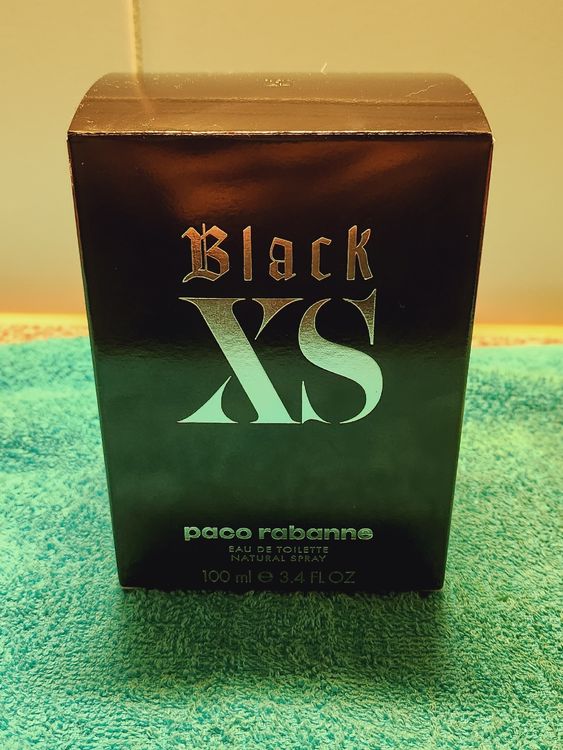 Black
XS
paco rabanne
EAU DE TOILETTE
NATURAL SPRAY
100 ml ℮ 3.4 FL OZ